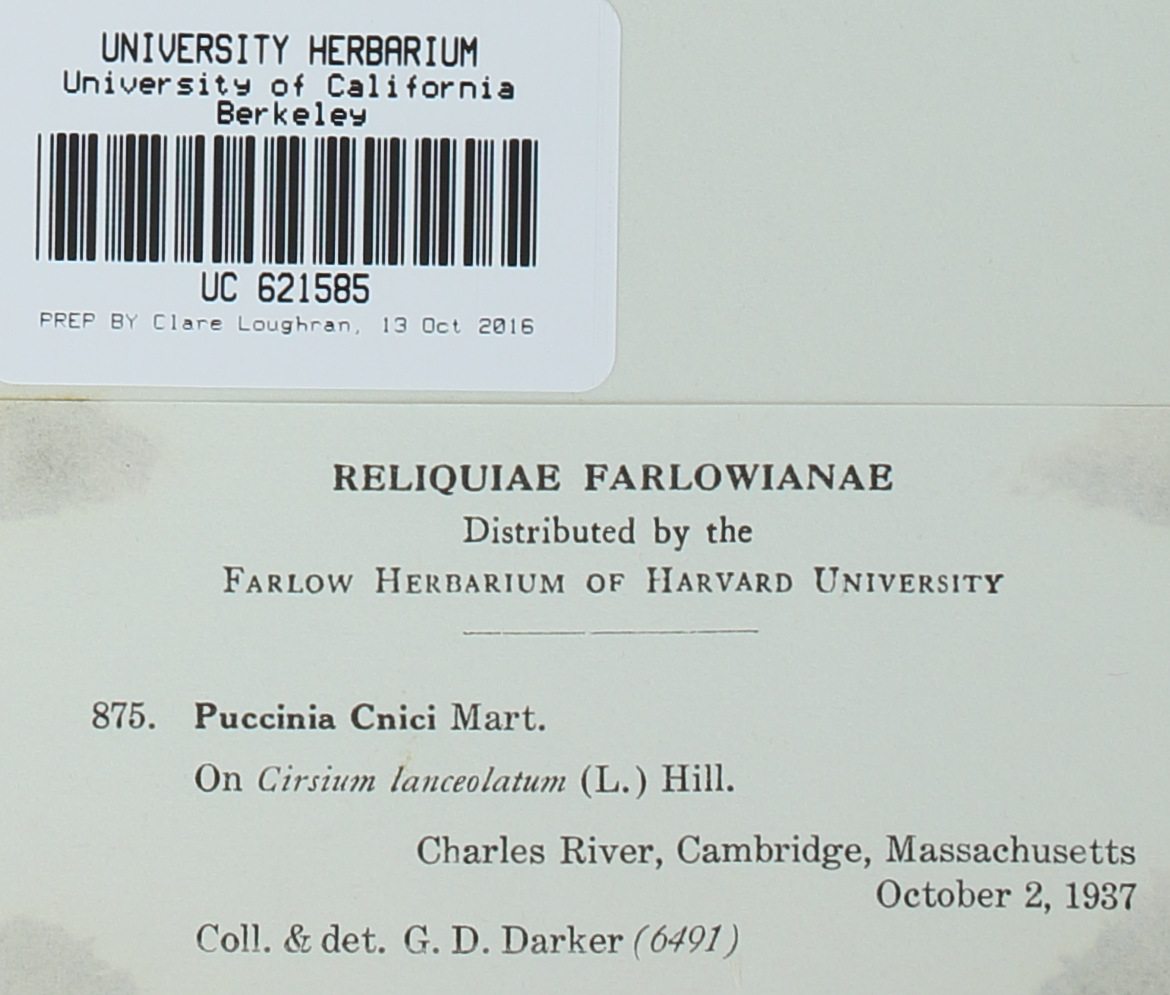 UNIVERSITY HERBARIUM
University of California
Berkeley
UC 621585
PREP BY Clare Loughran, 13 Oct 2016
RELIQUIAE FARLOWIANAE
Distributed by the
FARLOW HERBARIUM OF HARVARD UNIVERSITY
875. Puccinia Cnici Mart.
On Cirsium lanceolatum (L.) Hill.
Charles River, Cambridge, Massachusetts
October 2, 1937
Coll. & det. G. D. Darker (6491)